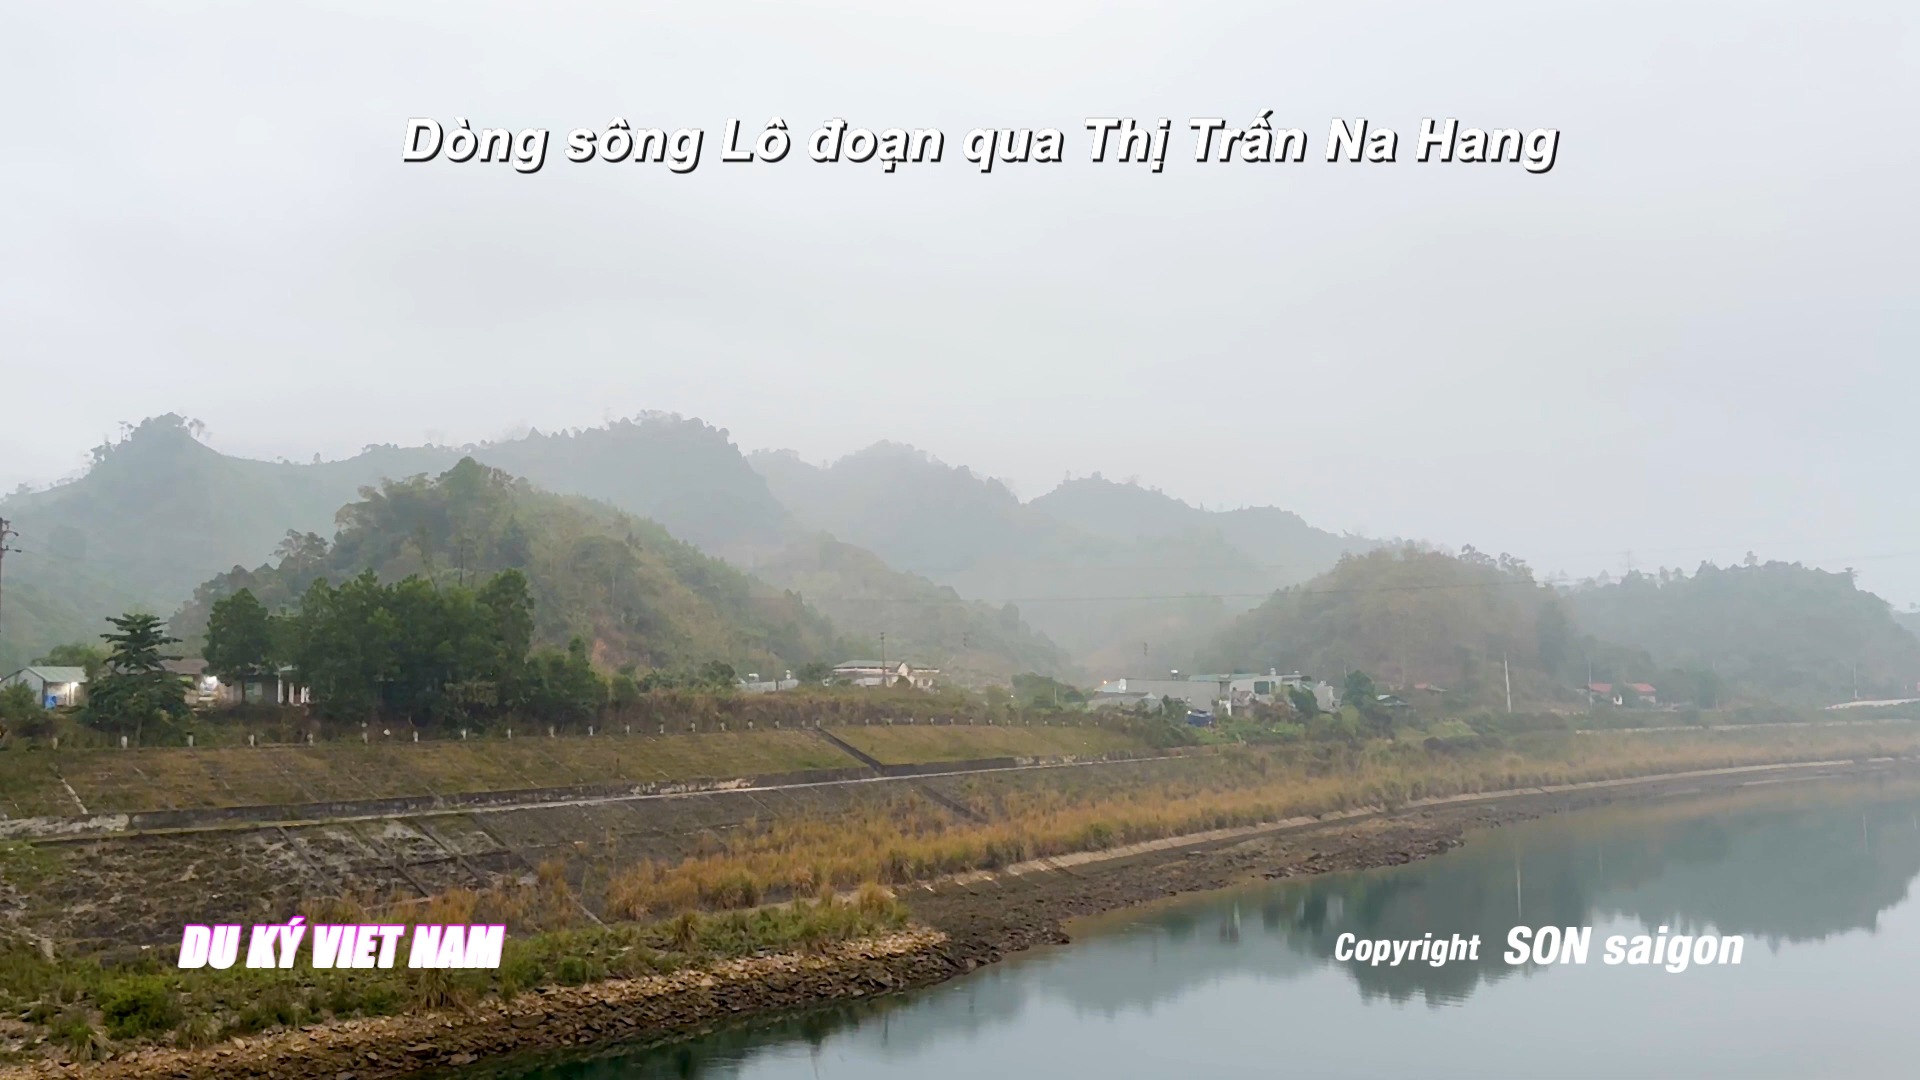 Dòng sông Lô đoạn qua Thị Trấn Na Hang
DU KÝ VIET NAM
Copyright SON saigon